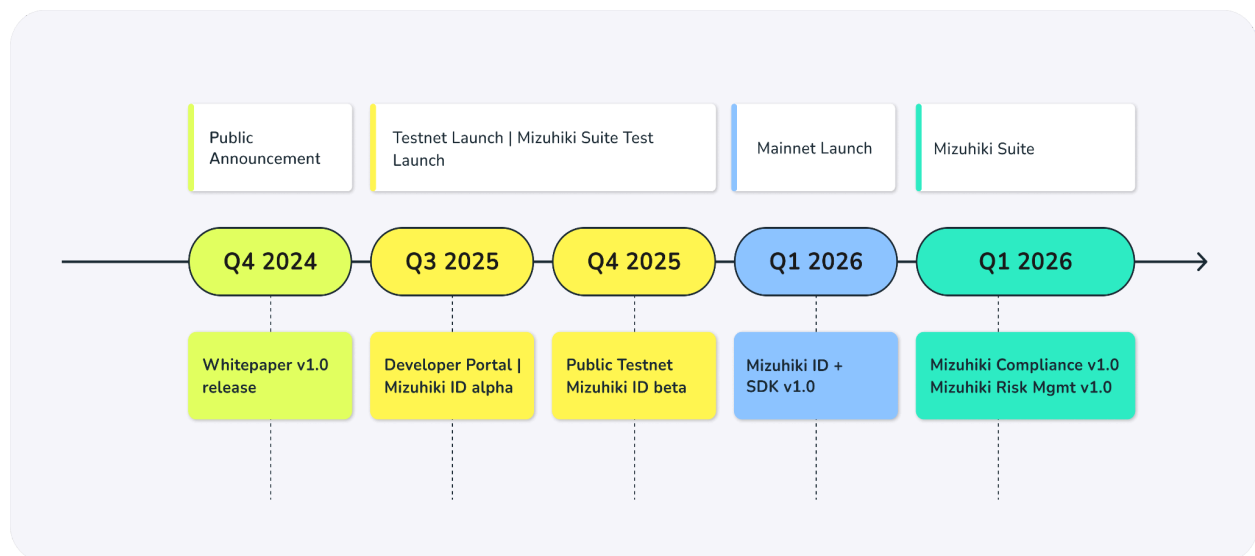 Public
Announcement
Testnet Launch | Mizuhiki Suite Test
Launch
Mainnet Launch
Mizuhiki Suite
Q4 2024
Q3 2025
Q4 2025
Q1 2026
Q1 2026
Whitepaper v1.0
release
Developer Portal |
Mizuhiki ID alpha
Public Testnet
Mizuhiki ID beta
Mizuhiki ID +
SDK v1.0
Mizuhiki Compliance v1.0
Mizuhiki Risk Mgmt v1.0